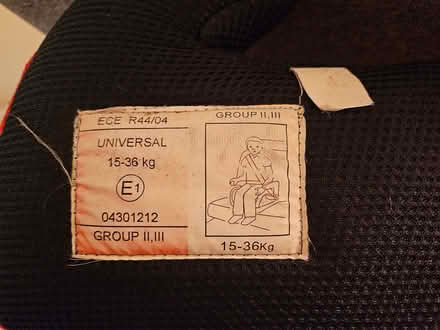 ECE R44/04
UNIVERSAL
15-36 kg
E1
04301212
GROUP II,III
GROUP II,III
15-36Kg